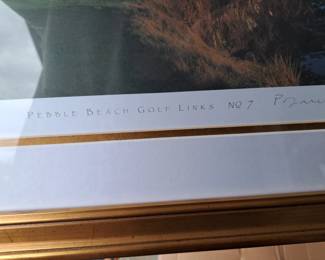 PEBBLE BEACH GOLF LINKS NO 7